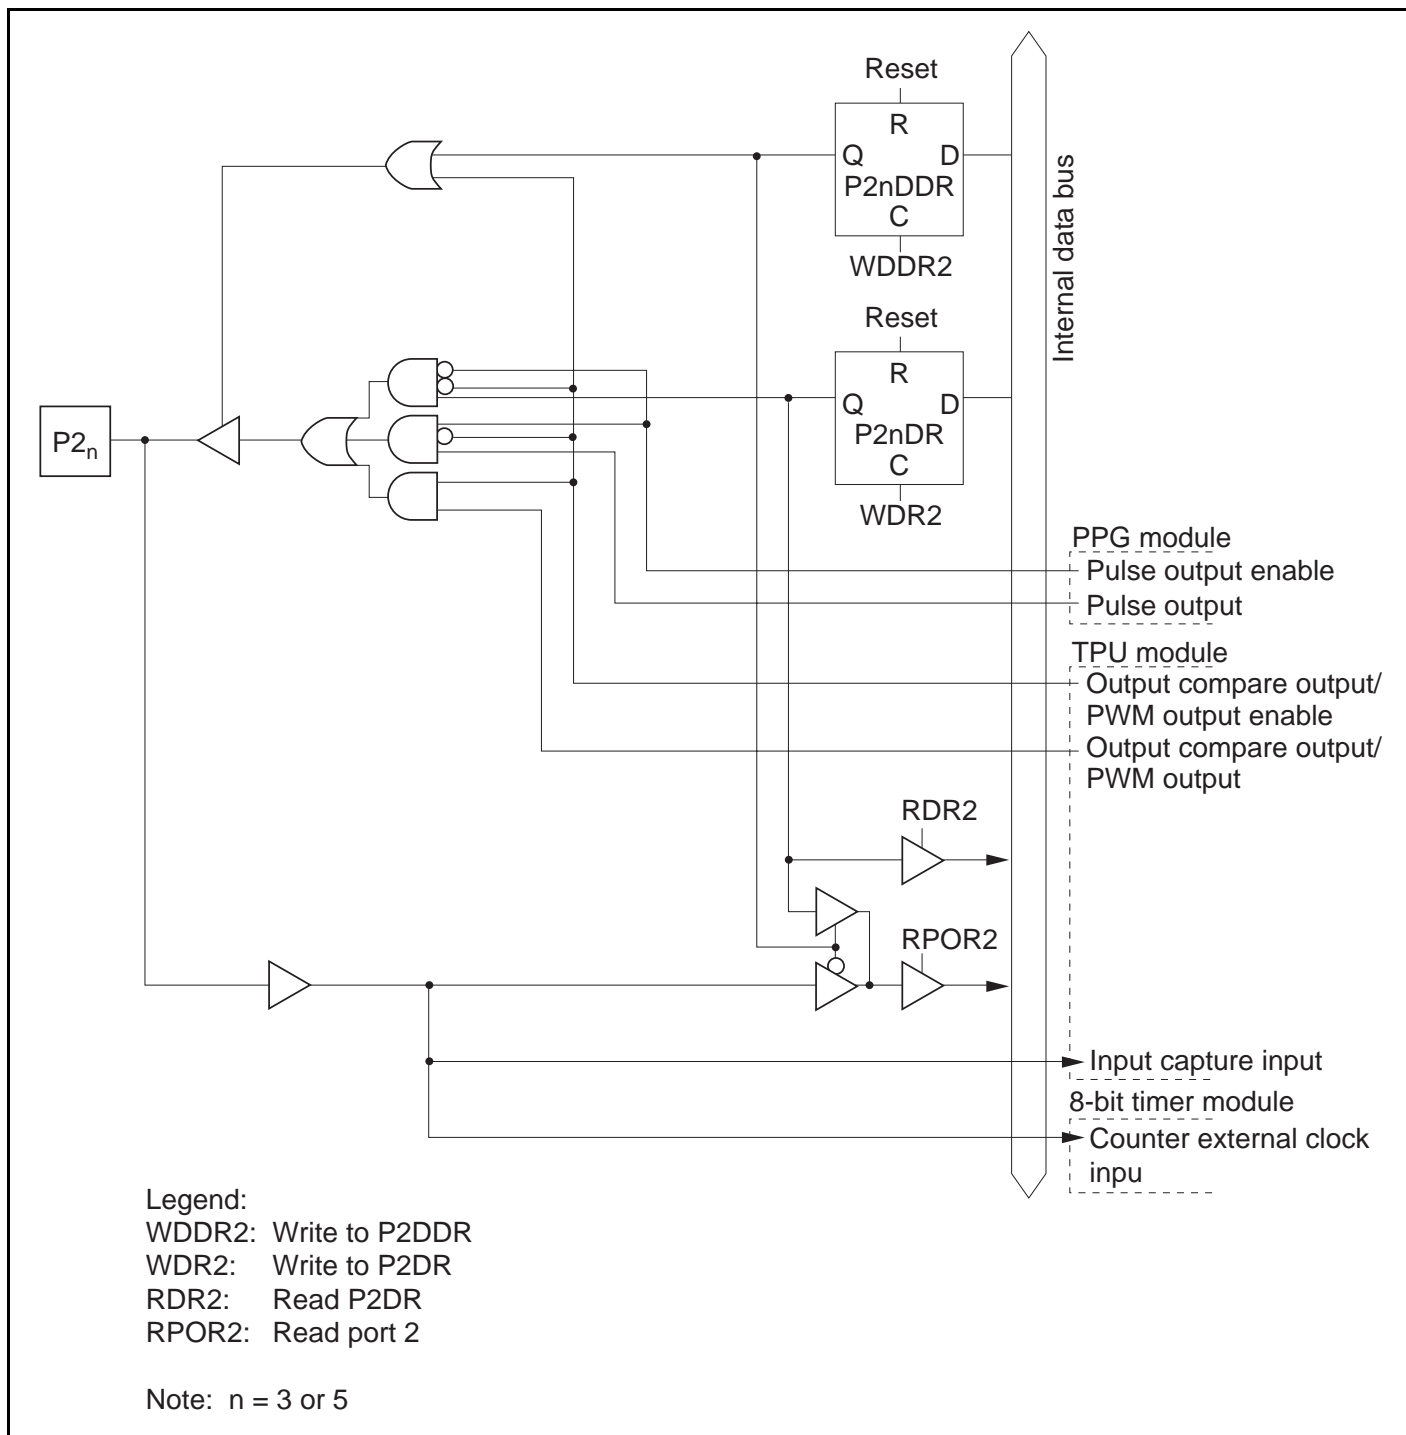 Reset
R
Q D
P2nDDR
C
WDDR2
Internal data bus
Reset
R
Q D
P2nDR
C
WDR2
P2n
PPG module
Pulse output enable
Pulse output
TPU module
Output compare output/
PWM output enable
Output compare output/
PWM output
RDR2
RPOR2
Input capture input
8-bit timer module
Counter external clock
inpu
Legend:
WDDR2: Write to P2DDR
WDR2: Write to P2DR
RDR2: Read P2DR
RPOR2: Read port 2
Note: n = 3 or 5